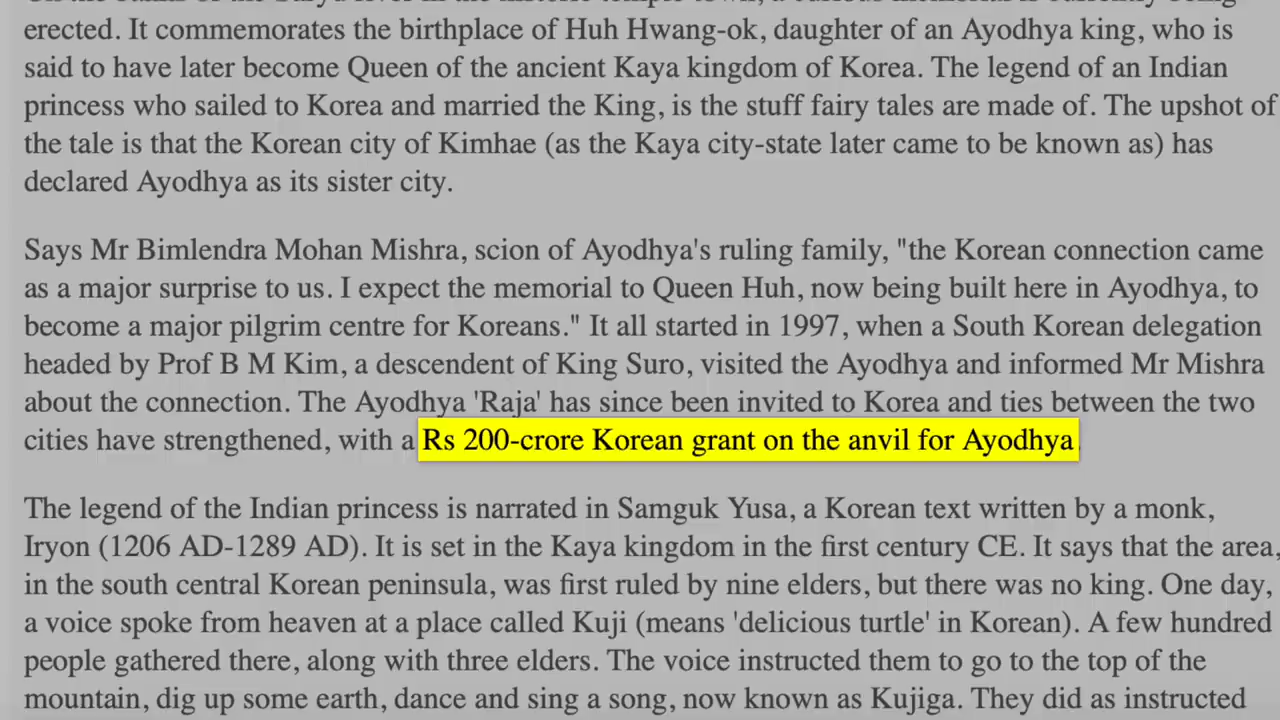 erected. It commemorates the birthplace of Huh Hwang-ok, daughter of an Ayodhya king, who is
said to have later become Queen of the ancient Kaya kingdom of Korea. The legend of an Indian
princess who sailed to Korea and married the King, is the stuff fairy tales are made of. The upshot of
the tale is that the Korean city of Kimhae (as the Kaya city-state later came to be known as) has
declared Ayodhya as its sister city.
Says Mr Bimlendra Mohan Mishra, scion of Ayodhya's ruling family, "the Korean connection came
as a major surprise to us. I expect the memorial to Queen Huh, now being built here in Ayodhya, to
become a major pilgrim centre for Koreans." It all started in 1997, when a South Korean delegation
headed by Prof B M Kim, a descendent of King Suro, visited the Ayodhya and informed Mr Mishra
about the connection. The Ayodhya 'Raja' has since been invited to Korea and ties between the two
cities have strengthened, with a Rs 200-crore Korean grant on the anvil for Ayodhya
The legend of the Indian princess is narrated in Samguk Yusa, a Korean text written by a monk,
Iryon (1206 AD-1289 AD). It is set in the Kaya kingdom in the first century CE. It says that the area,
in the south central Korean peninsula, was first ruled by nine elders, but there was no king. One day,
a voice spoke from heaven at a place called Kuji (means 'delicious turtle' in Korean). A few hundred
people gathered there, along with three elders. The voice instructed them to go to the top of the
mountain, dig up some earth, dance and sing a song, now known as Kujiga. They did as instructed